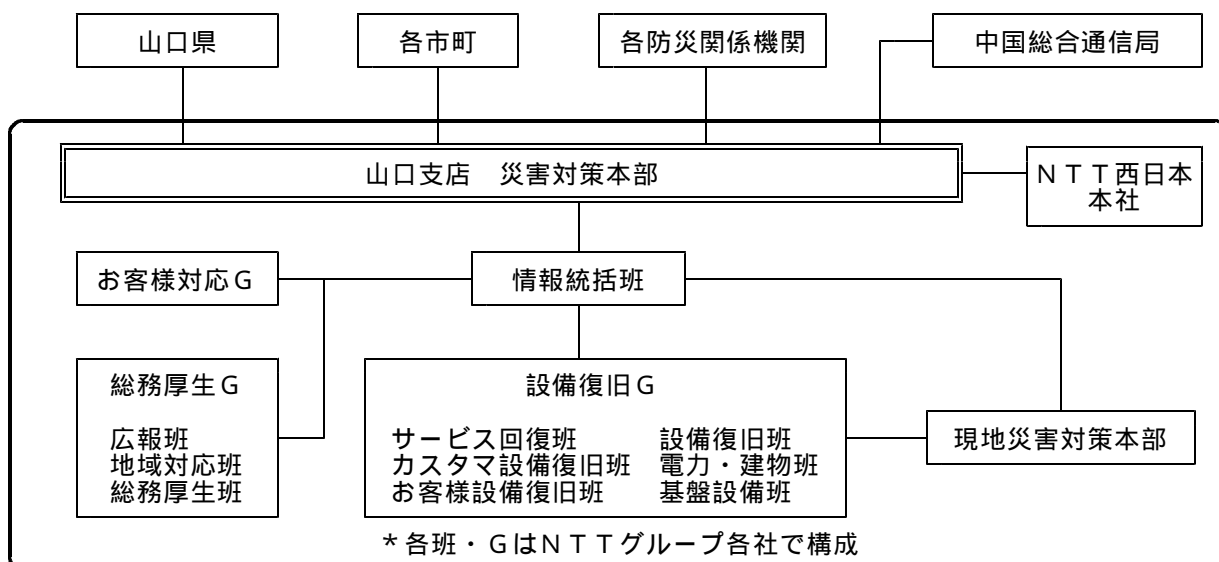 山口県
各市町
各防災関係機関
中国総合通信局
山口支店 災害対策本部
ＮＴＴ西日本
本社
お客様対応Ｇ
情報統括班
総務厚生Ｇ
広報班
地域対応班
総務厚生班
設備復旧Ｇ
サービス回復班 設備復旧班
カスタマ設備復旧班 電力・建物班
お客様設備復旧班 基盤設備班
現地災害対策本部
*各班・ＧはＮＴＴグループ各社で構成